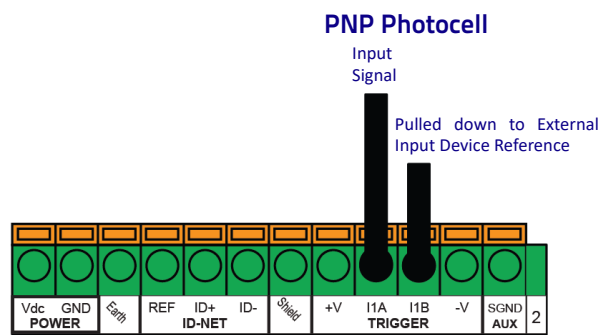 PNP Photocell
Input
Signal
Pulled down to External
Input Device Reference
Vdc GND Earth REF ID+ ID- Shield +V I1A I1B -V SGND 2
POWER ID-NET TRIGGER AUX